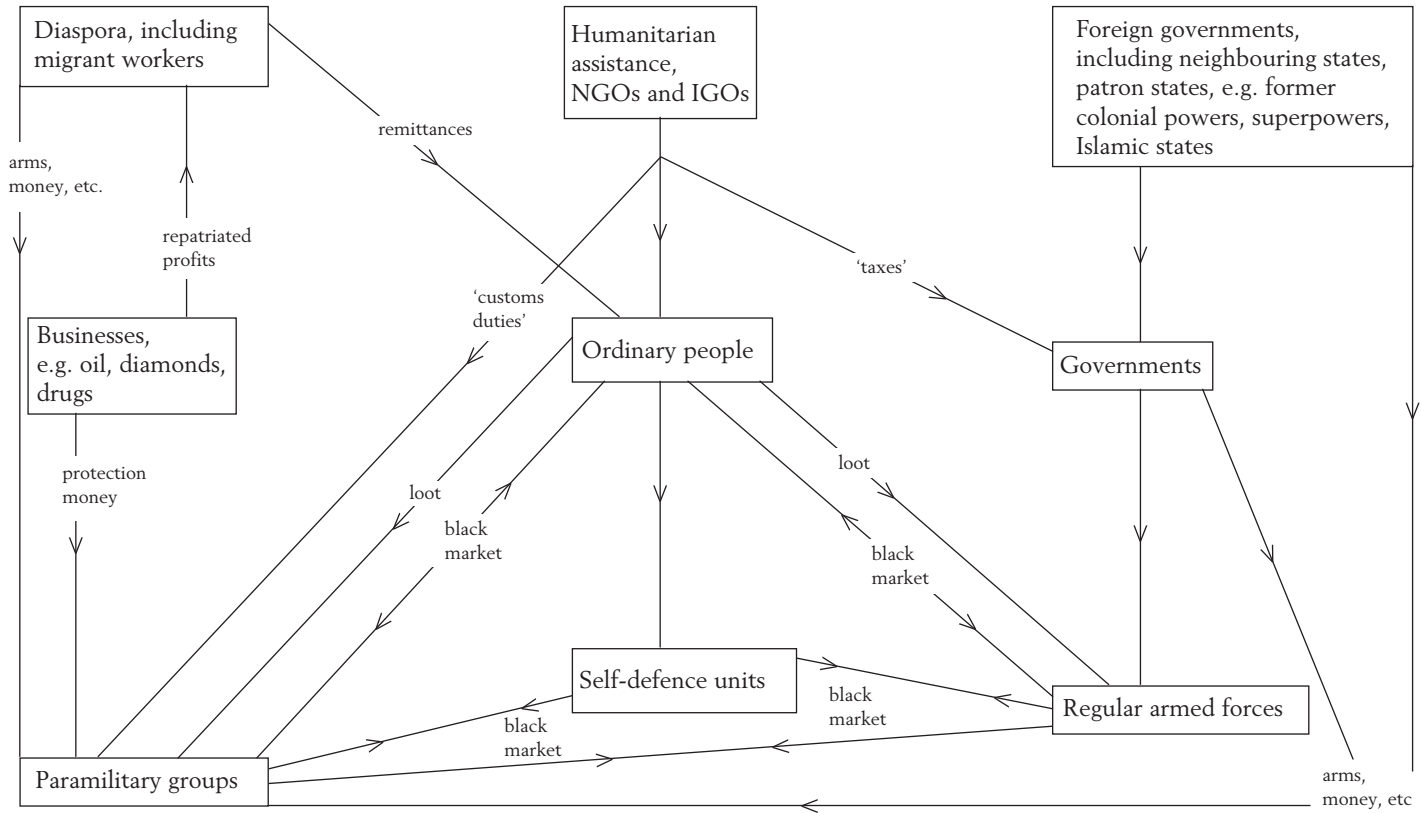 Diaspora, including
migrant workers
Humanitarian
assistance,
NGOs and IGOs
Foreign governments,
including neighbouring states,
patron states, e.g. former
colonial powers, superpowers,
Islamic states
remittances
arms,
money, etc.
repatriated
profits
'taxes'
'customs
duties'
Businesses,
e.g. oil, diamonds,
drugs
Ordinary people
Governments
protection
money
loot
black
market
loot
black
market
Self-defence units
black
market
black
market
Regular armed forces
Paramilitary groups
arms,
money, etc